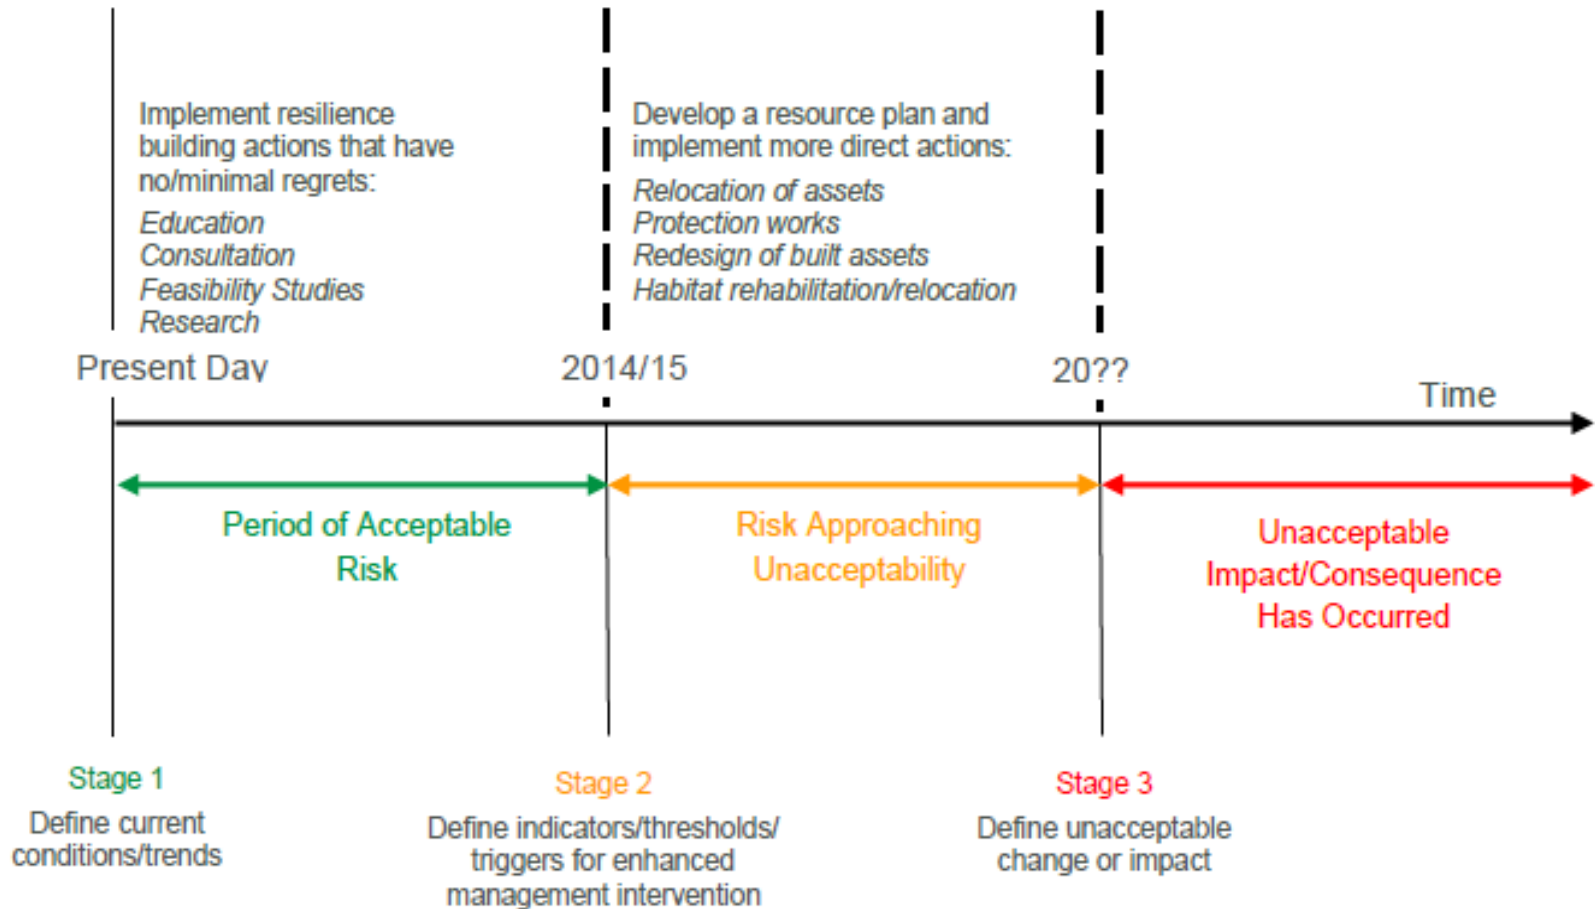 Implement resilience
building actions that have
no/minimal regrets:
Education
Consultation
Feasibility Studies
Research
Develop a resource plan and
implement more direct actions:
Relocation of assets
Protection works
Redesign of built assets
Habitat rehabilitation/relocation
Present Day
2014/15
20??
Time
Period of Acceptable
Risk
Risk Approaching
Unacceptability
Unacceptable
Impact/Consequence
Has Occurred
Stage 1
Define current
conditions/trends
Stage 2
Define indicators/thresholds/
triggers for enhanced
management intervention
Stage 3
Define unacceptable
change or impact